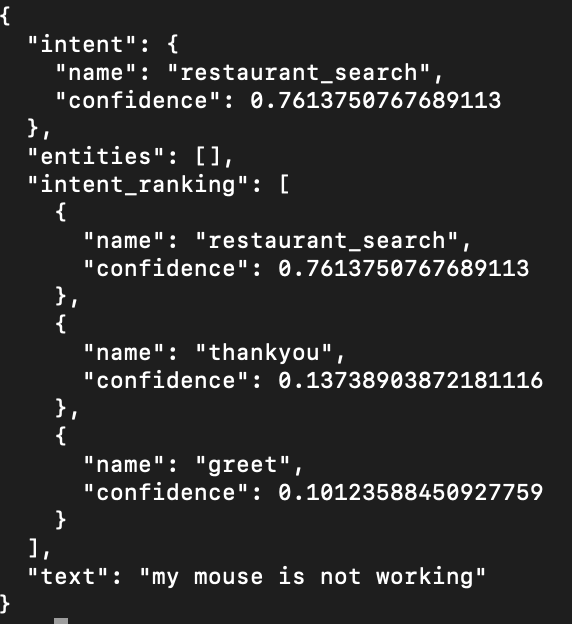 {
  "intent": {
    "name": "restaurant_search",
    "confidence": 0.7613750767689113
  },
  "entities": [],
  "intent_ranking": [
    {
      "name": "restaurant_search",
      "confidence": 0.7613750767689113
    },
    {
      "name": "thankyou",
      "confidence": 0.13738903872181116
    },
    {
      "name": "greet",
      "confidence": 0.10123588450927759
    }
  ],
  "text": "my mouse is not working"
}